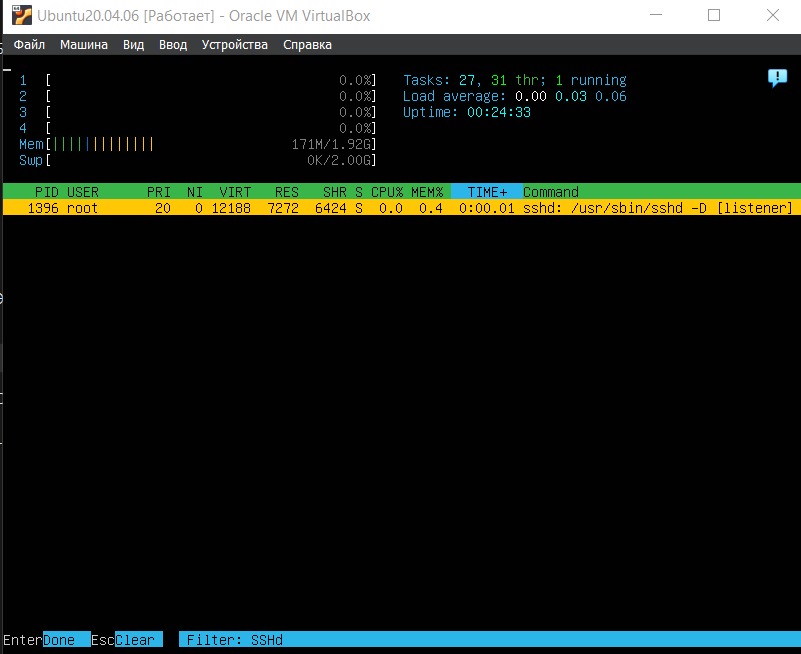 Ubuntu20.04.06 [Работает] - Oracle VM VirtualBox
Файл Машина Вид Ввод Устройства Справка
1 [ 0.0%] Tasks: 27, 31 thr; 1 running
2 [ 0.0%] Load average: 0.00 0.03 0.06
3 [ 0.0%] Uptime: 00:24:33
4 [ 0.0%]
Mem[||||||||||||| 171M/1.92G]
Swp[ 0K/2.00G]
PID USER PRI NI VIRT RES SHR S CPU% MEM% TIME+ Command
1396 root 20 0 12188 7272 6424 S 0.0 0.4 0:00.01 sshd: /usr/sbin/sshd -D [listener]
EnterDone EscClear Filter: SSHd